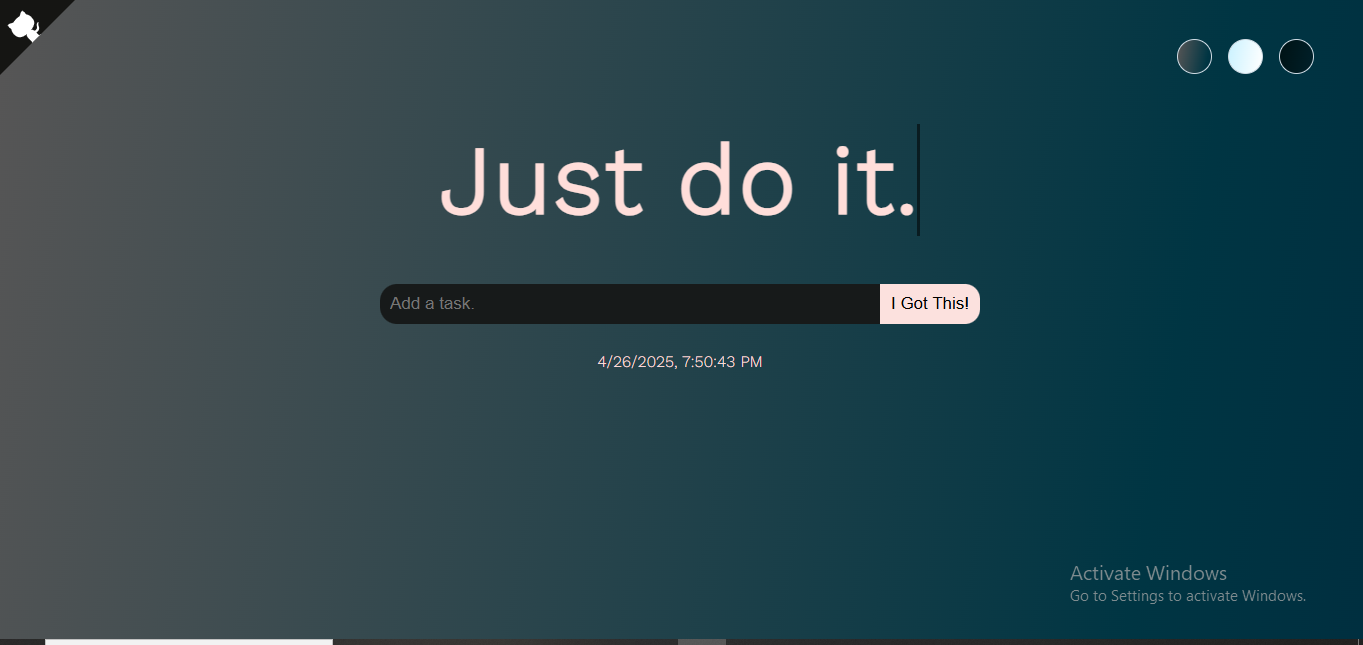 Just do it.
Add a task.
I Got This!
4/26/2025, 7:50:43 PM
Activate Windows
Go to Settings to activate Windows.